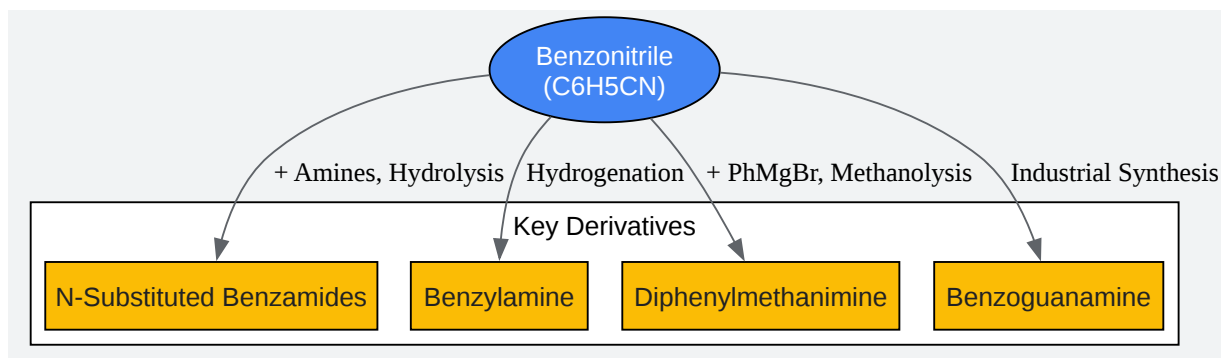 Benzonitrile
(C6H5CN)
+ Amines, Hydrolysis
Hydrogenation
+ PhMgBr, Methanolysis
Industrial Synthesis
Key Derivatives
N-Substituted Benzamides
Benzylamine
Diphenylmethanimine
Benzoguanamine